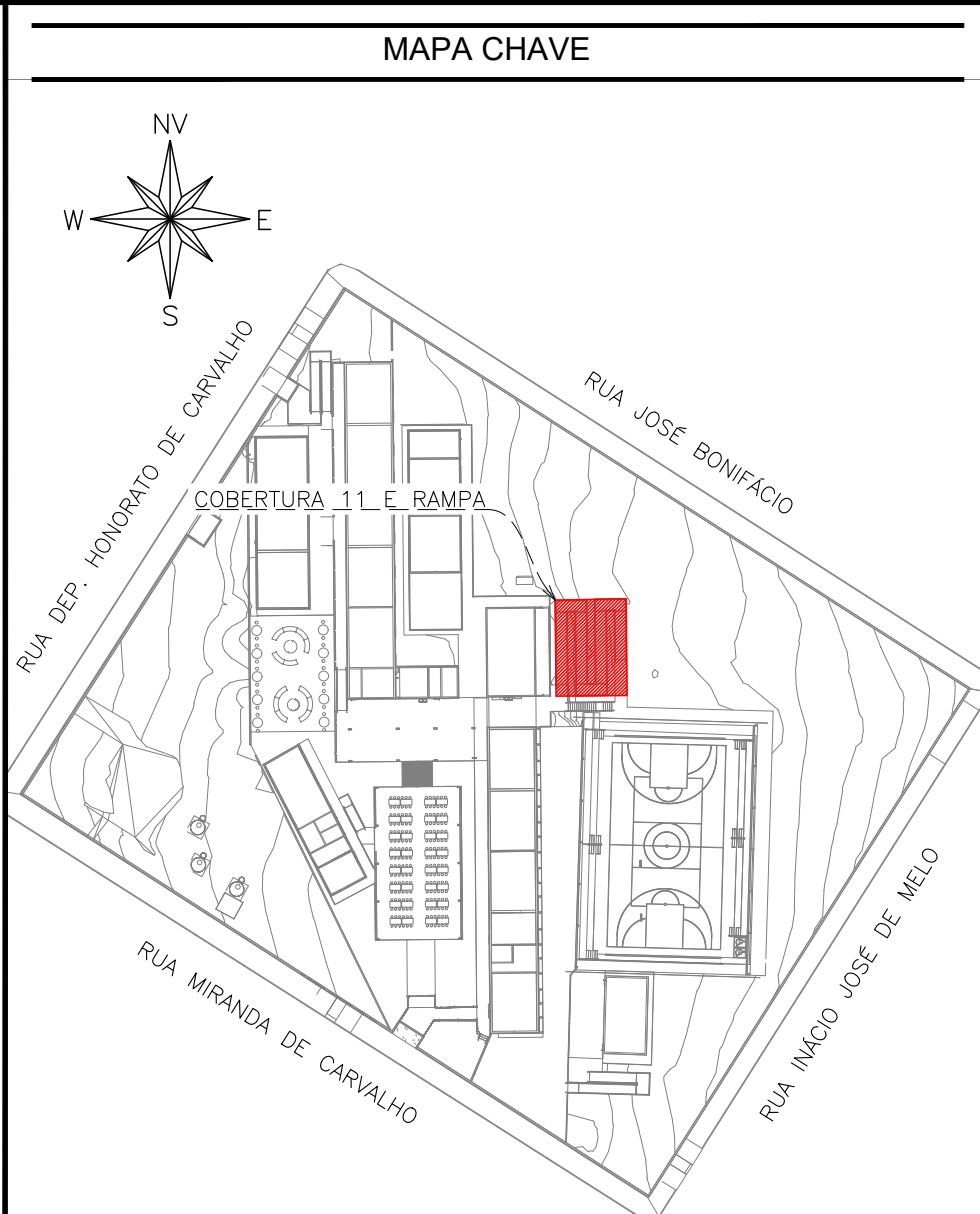 MAPA CHAVE
NV
W
E
S
RUA DEP. HONORATO DE CARVALHO
RUA JOSÉ BONIFÁCIO
COBERTURA 11 E RAMPA
RUA MIRANDA DE CARVALHO
RUA INÁCIO JOSÉ DE MELO